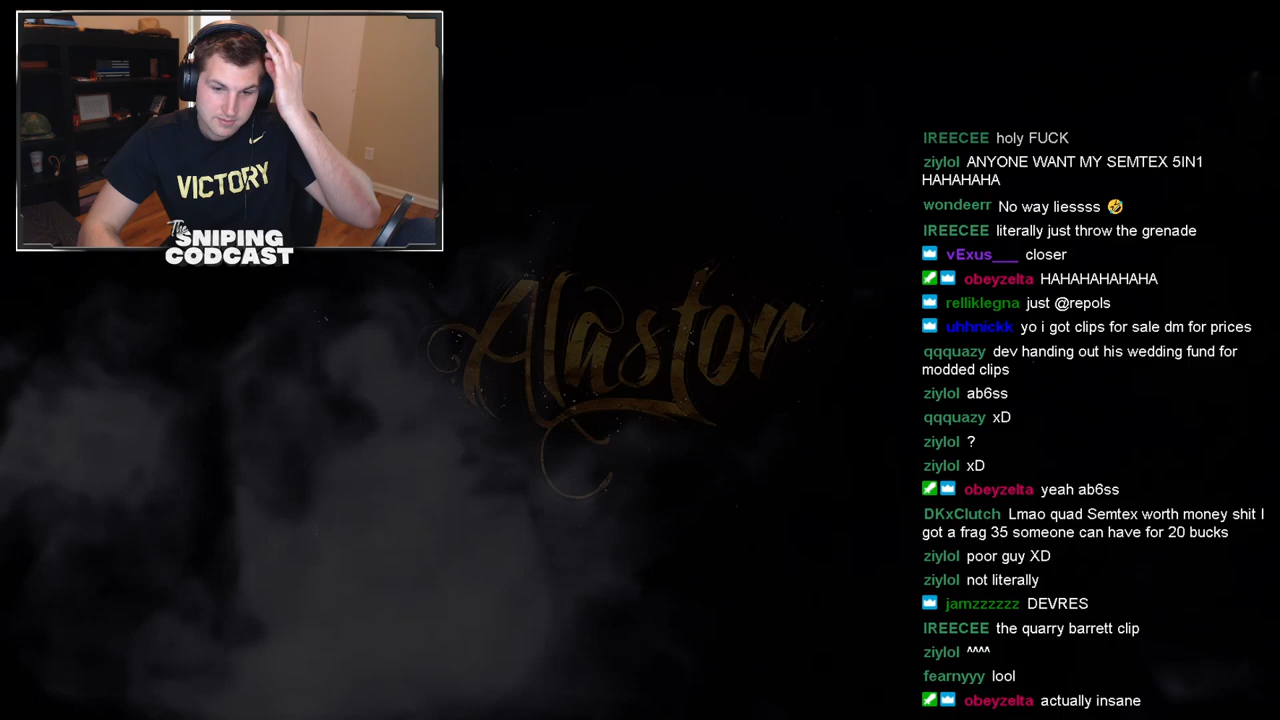 VICTORY
The
SNIPING
CODCAST
Alastor
IREECEE holy FUCK
ziylol ANYONE WANT MY SEMTEX 5IN1
HAHAHAHA
wondeerr No way liessss 🤣
IREECEE literally just throw the grenade
vExus___ closer
obeyzelta HAHAHAHAHAHA
relliklegna just @repols
uhhnickk yo i got clips for sale dm for prices
qqquazy dev handing out his wedding fund for
modded clips
ziylol ab6ss
qqquazy xD
ziylol ?
ziylol xD
obeyzelta yeah ab6ss
DKxClutch Lmao quad Semtex worth money shit I
got a frag 35 someone can have for 20 bucks
ziylol poor guy XD
ziylol not literally
jamzzzzzz DEVRES
IREECEE the quarry barrett clip
ziylol ^^^^
fearnyyy lool
obeyzelta actually insane